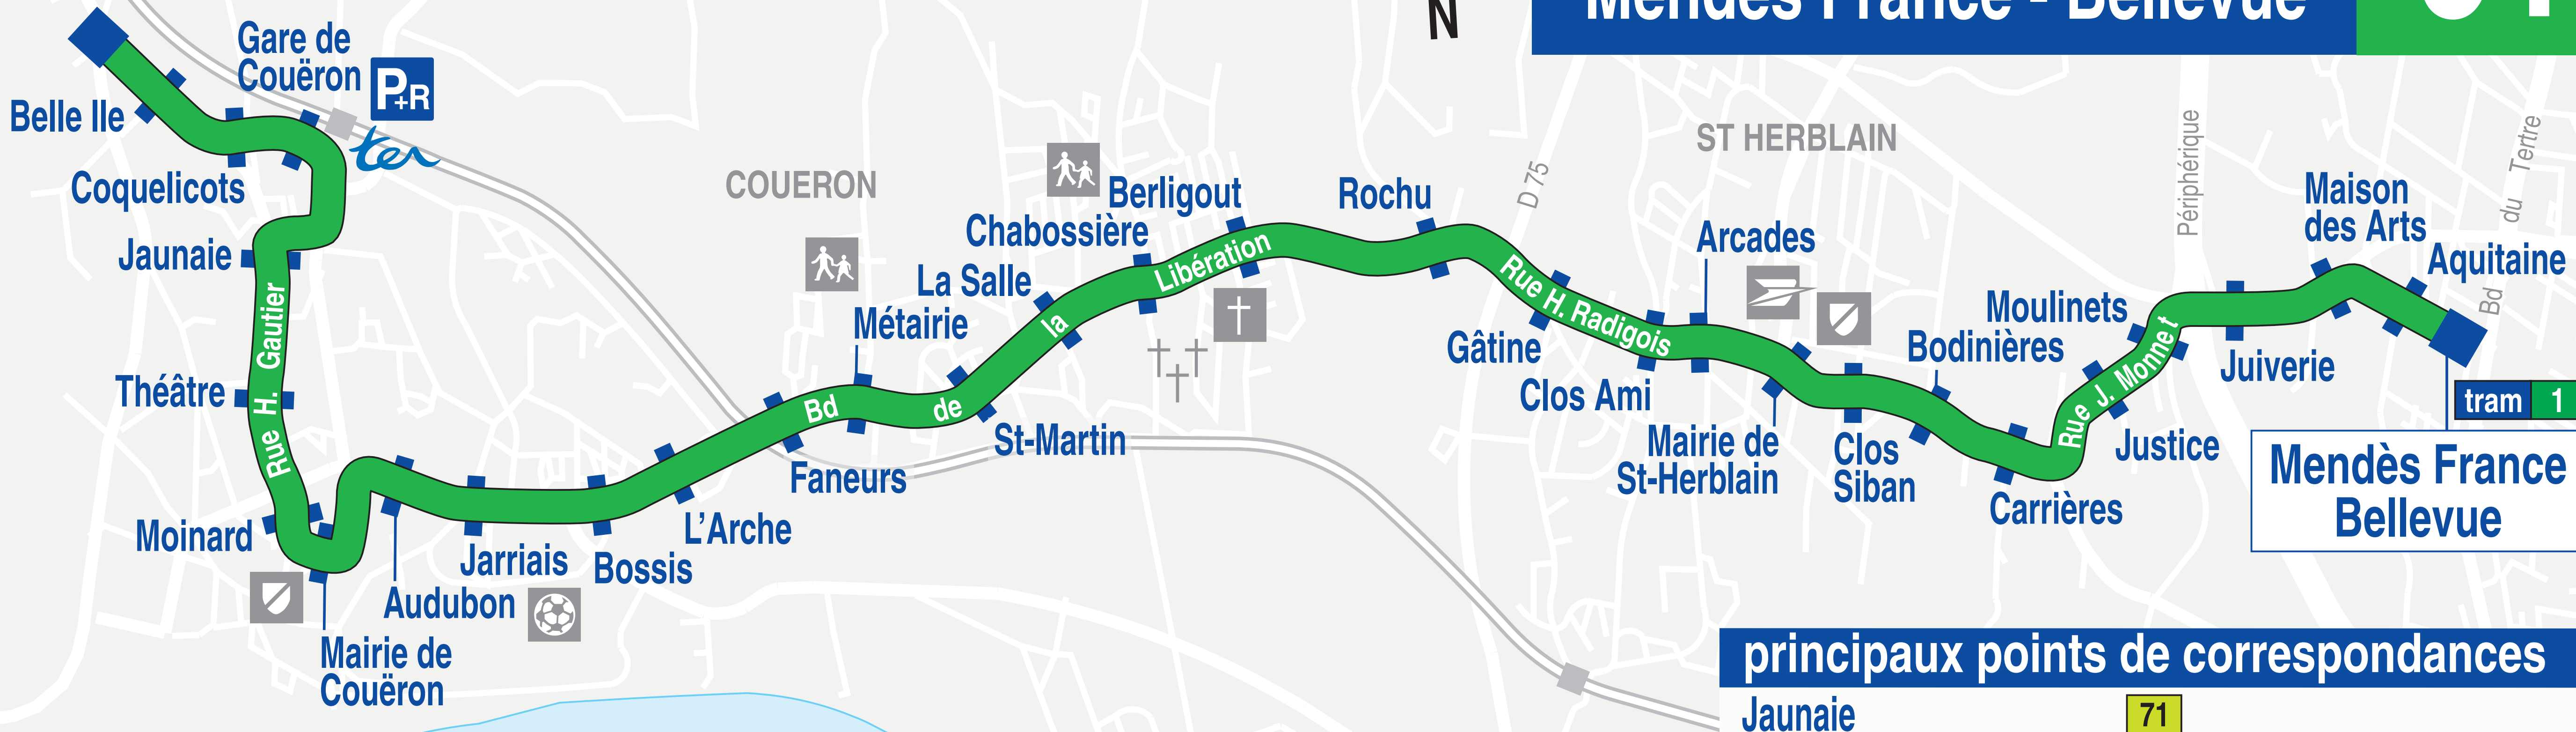 Mendès France - Bellevue
N
Gare de
Couëron
P+R
ter
Belle Ile
Coquelicots
Jaunaie
Rue H. Gautier
Théâtre
Moinard
Mairie de
Couëron
Audubon
Jarriais
Bossis
L'Arche
Faneurs
COUERON
Métairie
St-Martin
La Salle
Chabossière
Berligout
Bd de la Libération
Rochu
D 75
ST HERBLAIN
Rue H. Radigois
Gâtine
Clos Ami
Arcades
Mairie de
St-Herblain
Clos
Siban
Bodinières
Carrières
Moulinets
Rue J. Monnet
Justice
Périphérique
Juiverie
Maison
des Arts
Aquitaine
Bd du Tertre
tram 1
Mendès France
Bellevue
principaux points de correspondances
Jaunaie 71